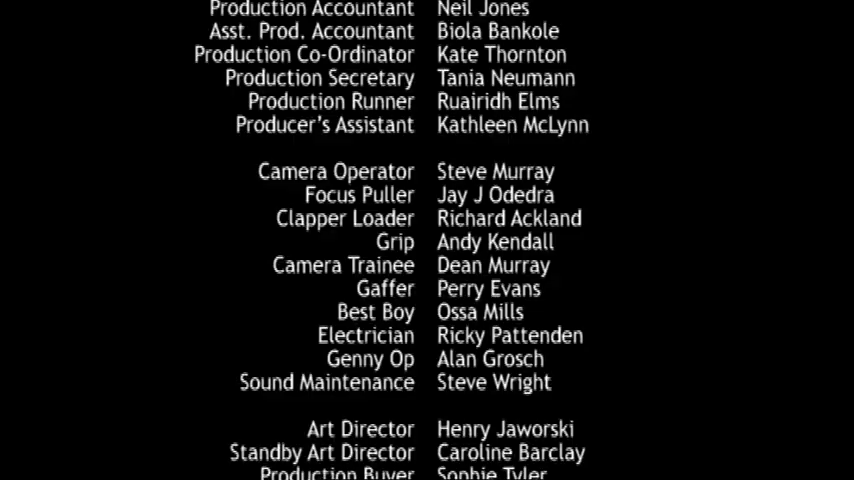 Production Accountant Neil Jones
Asst. Prod. Accountant Biola Bankole
Production Co-Ordinator Kate Thornton
Production Secretary Tania Neumann
Production Runner Ruairidh Elms
Producer's Assistant Kathleen McLynn
Camera Operator Steve Murray
Focus Puller Jay J Odedra
Clapper Loader Richard Ackland
Grip Andy Kendall
Camera Trainee Dean Murray
Gaffer Perry Evans
Best Boy Ossa Mills
Electrician Ricky Pattenden
Genny Op Alan Grosch
Sound Maintenance Steve Wright
Art Director Henry Jaworski
Standby Art Director Caroline Barclay
Production Buyer Sophie Tyler